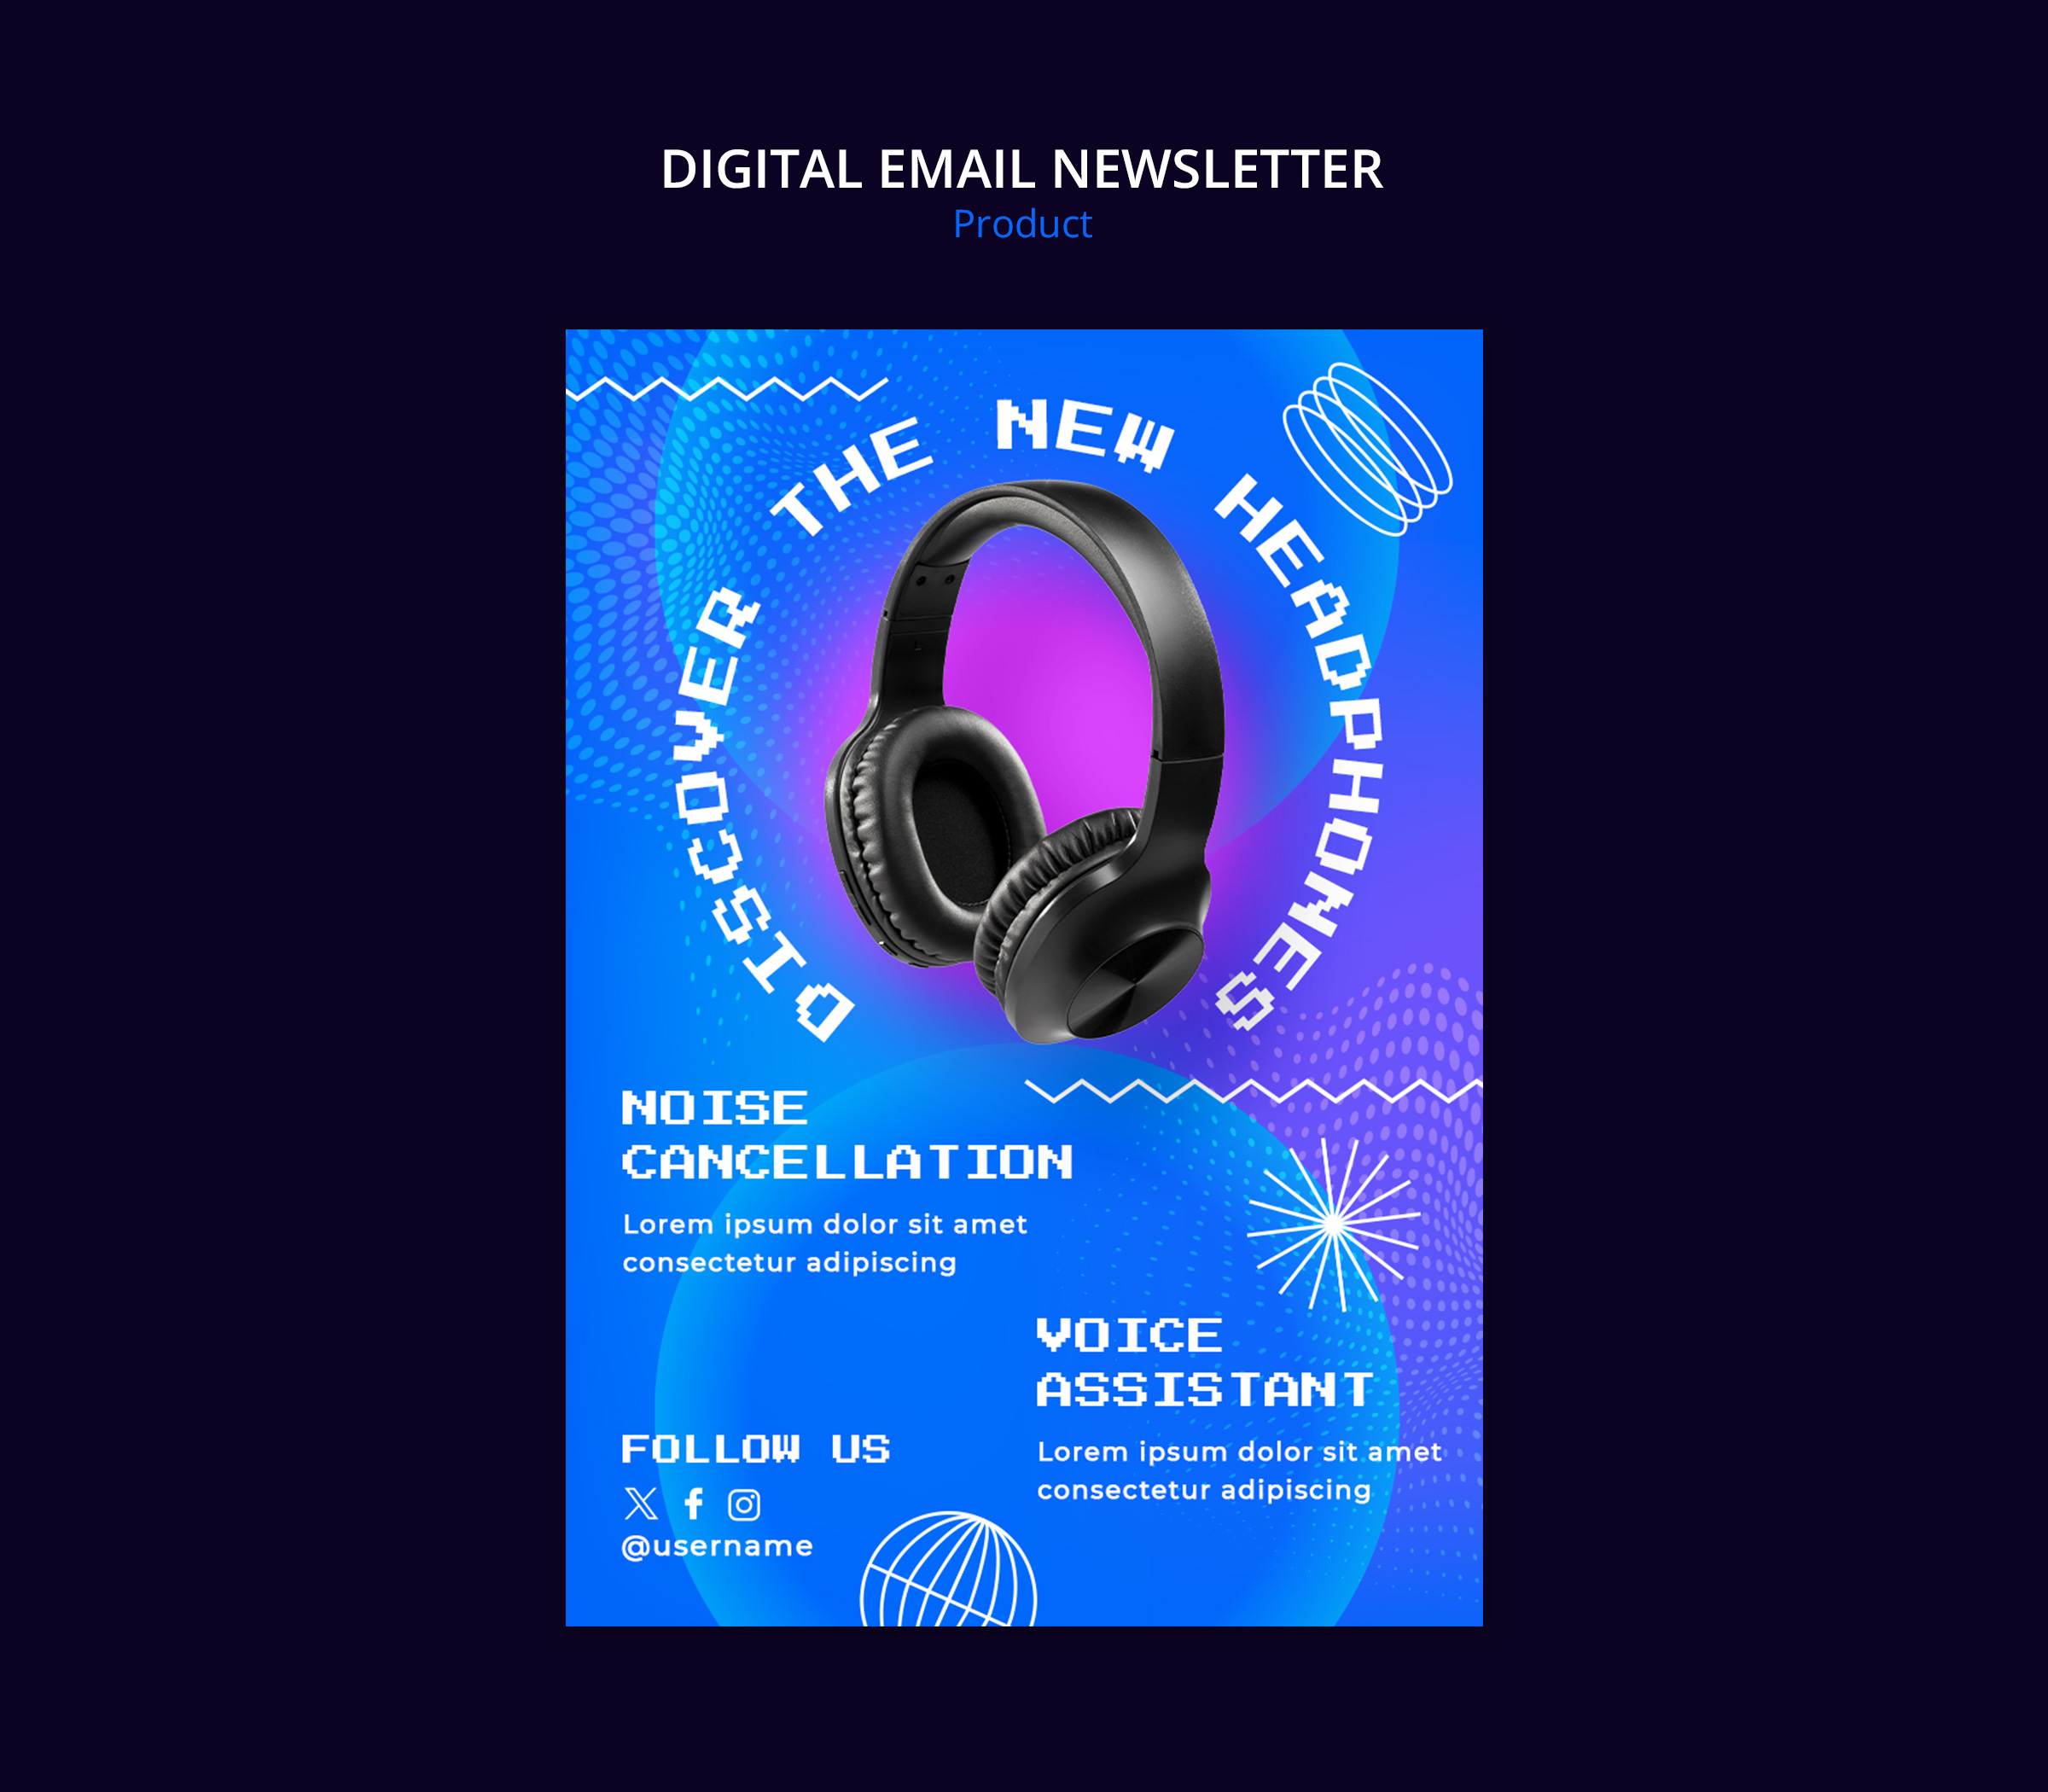 DIGITAL EMAIL NEWSLETTER
Product
DISCOVER THE NEW HEADPHONES
NOISE
CANCELLATION
Lorem ipsum dolor sit amet
consectetur adipiscing
VOICE
ASSISTANT
Lorem ipsum dolor sit amet
consectetur adipiscing
FOLLOW US
@username